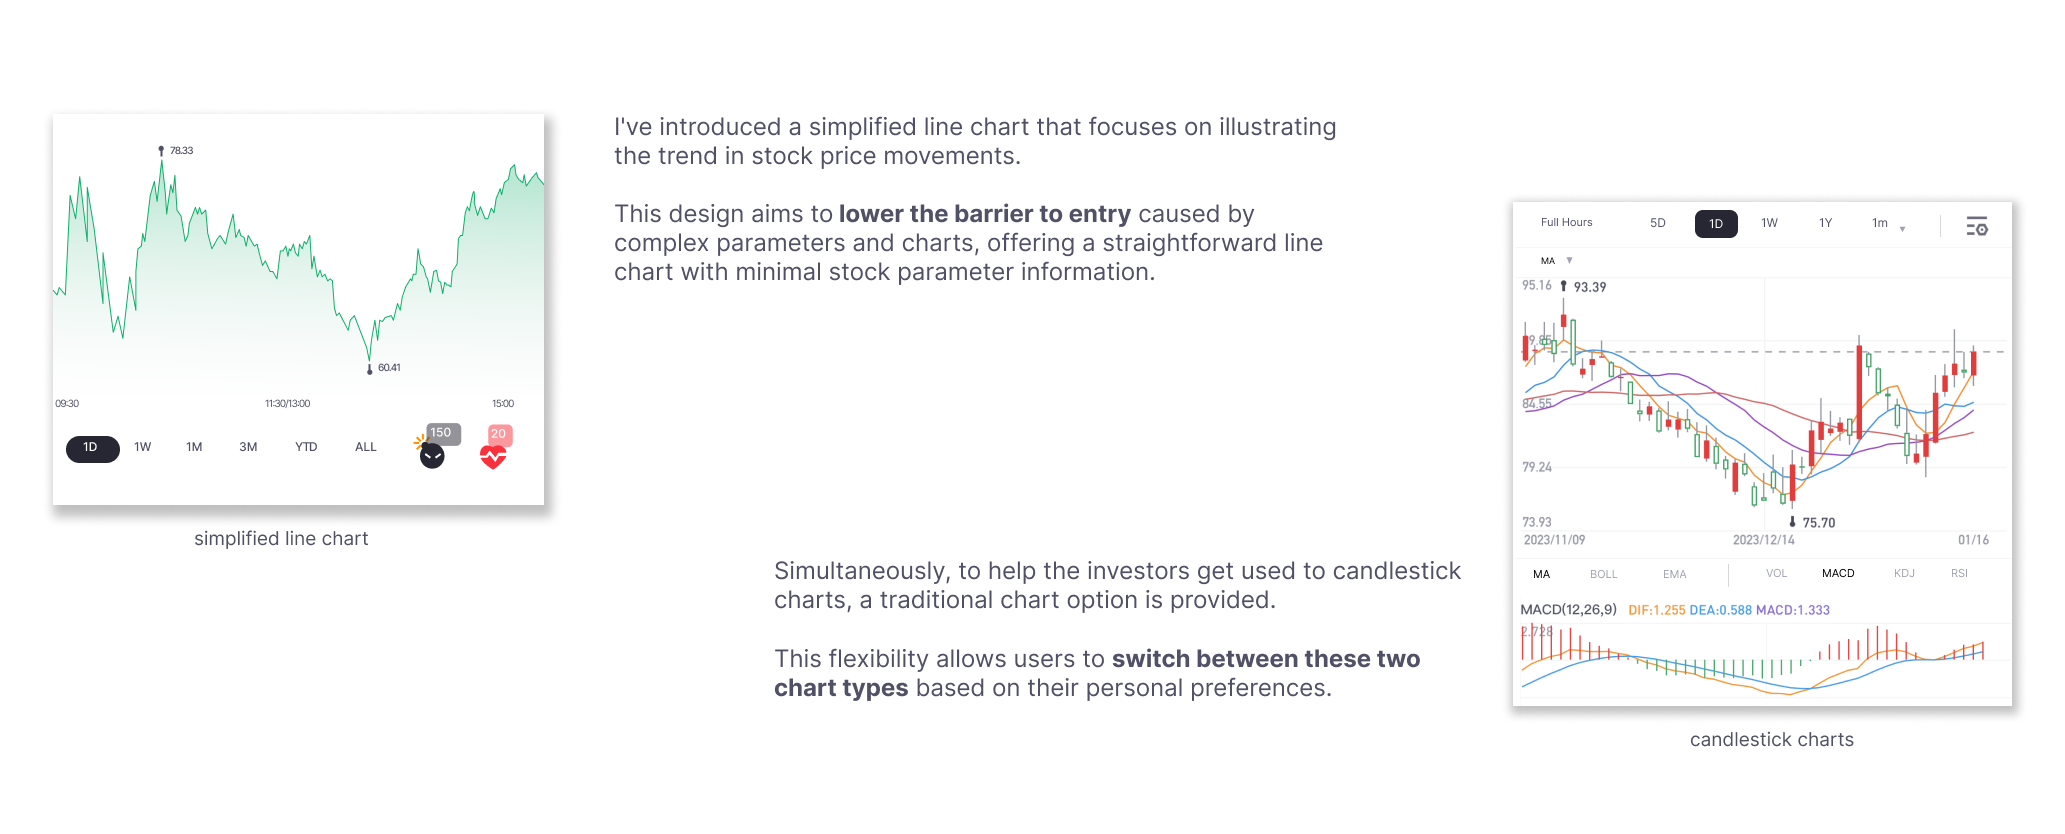 78.33
60.41
09:30 11:30/13:00 15:00
1D 1W 1M 3M YTD ALL 150 20
simplified line chart
I've introduced a simplified line chart that focuses on illustrating
the trend in stock price movements.
This design aims to lower the barrier to entry caused by
complex parameters and charts, offering a straightforward line
chart with minimal stock parameter information.
Simultaneously, to help the investors get used to candlestick
charts, a traditional chart option is provided.
This flexibility allows users to switch between these two
chart types based on their personal preferences.
Full Hours 5D 1D 1W 1Y 1m
MA
95.16 93.39
84.55
79.24
73.93 75.70
2023/11/09 2023/12/14 01/16
MA BOLL EMA VOL MACD KDJ RSI
MACD(12,26,9) DIF:1.255 DEA:0.588 MACD:1.333
2.728
candlestick charts